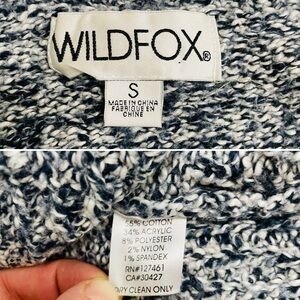 WILDFOX®
S
MADE IN CHINA
FABRIQUÉ EN
CHINE
COTTON
34% ACRYLIC
8% POLYESTER
2% NYLON
1% SPANDEX
RN#127461
CA#30427
DRY CLEAN ONLY